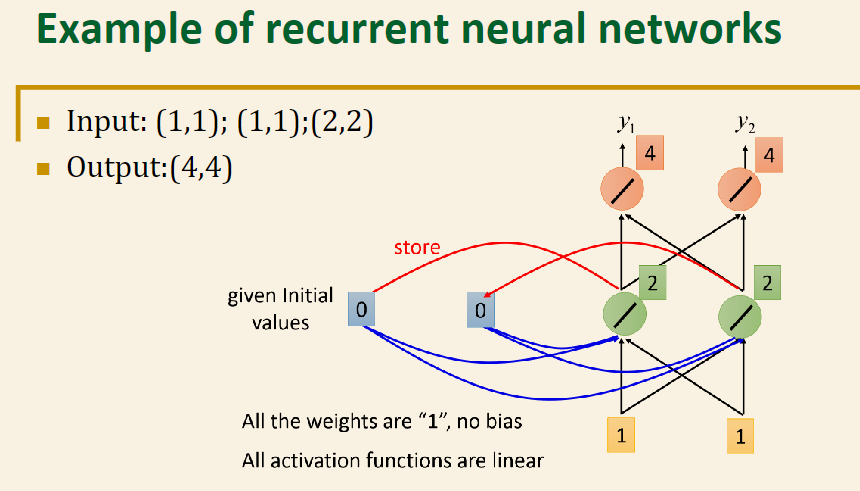 Example of recurrent neural networks
Input: (1,1); (1,1);(2,2)
Output:(4,4)
y₁ y₂
4 4
store
2 2
given Initial
values
0 0
All the weights are “1”, no bias
1 1
All activation functions are linear